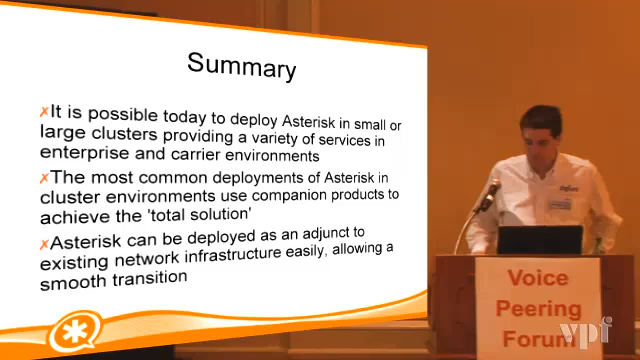 Summary
✗It is possible today to deploy Asterisk in small or
large clusters providing a variety of services in
enterprise and carrier environments
✗The most common deployments of Asterisk in
cluster environments use companion products to
achieve the 'total solution'
✗Asterisk can be deployed as an adjunct to
existing network infrastructure easily, allowing a
smooth transition
Voice
Peering
Forum
vpf